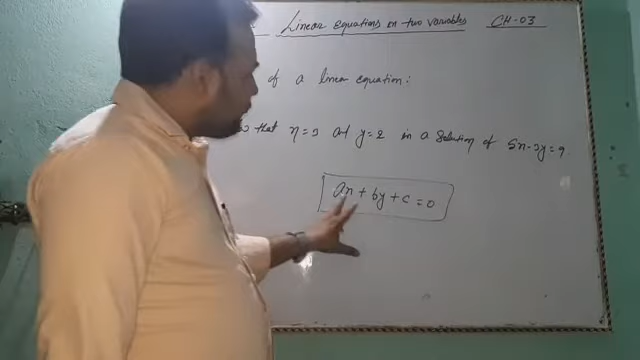 Linear equations in two variables CH-03
of a linear equation:
that x=3 and y=2 is a solution of 5x-3y=9.
ax+by+c=0